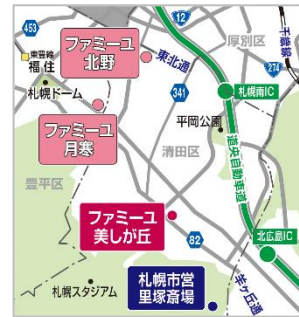 453
12
ファミーユ
北野
東北通
厚別区
千歳線
274
東豊線
福住
札幌ドーム
341
札幌南IC
ファミーユ
月寒
平岡公園
清田区
道央自動車道
豊平区
ファミーユ
美しが丘
82
北広島IC
羊ヶ丘通
札幌スタジアム
札幌市営
里塚斎場